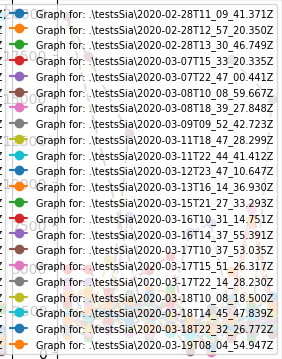 Graph for: .\testsSia\2020-02-28T11_09_41.371Z
Graph for: .\testsSia\2020-02-28T12_57_20.350Z
Graph for: .\testsSia\2020-02-28T13_30_46.749Z
Graph for: .\testsSia\2020-03-07T15_33_20.335Z
Graph for: .\testsSia\2020-03-07T22_47_00.441Z
Graph for: .\testsSia\2020-03-08T10_08_59.667Z
Graph for: .\testsSia\2020-03-08T18_39_27.848Z
Graph for: .\testsSia\2020-03-09T09_52_42.723Z
Graph for: .\testsSia\2020-03-11T18_47_28.299Z
Graph for: .\testsSia\2020-03-11T22_44_41.412Z
Graph for: .\testsSia\2020-03-12T23_47_10.647Z
Graph for: .\testsSia\2020-03-13T16_14_36.930Z
Graph for: .\testsSia\2020-03-15T21_27_33.293Z
Graph for: .\testsSia\2020-03-16T10_31_14.751Z
Graph for: .\testsSia\2020-03-16T14_37_55.391Z
Graph for: .\testsSia\2020-03-17T10_37_53.035Z
Graph for: .\testsSia\2020-03-17T15_51_26.317Z
Graph for: .\testsSia\2020-03-17T22_14_28.230Z
Graph for: .\testsSia\2020-03-18T10_08_18.500Z
Graph for: .\testsSia\2020-03-18T14_45_47.839Z
Graph for: .\testsSia\2020-03-18T22_32_26.772Z
Graph for: .\testsSia\2020-03-19T08_04_54.947Z